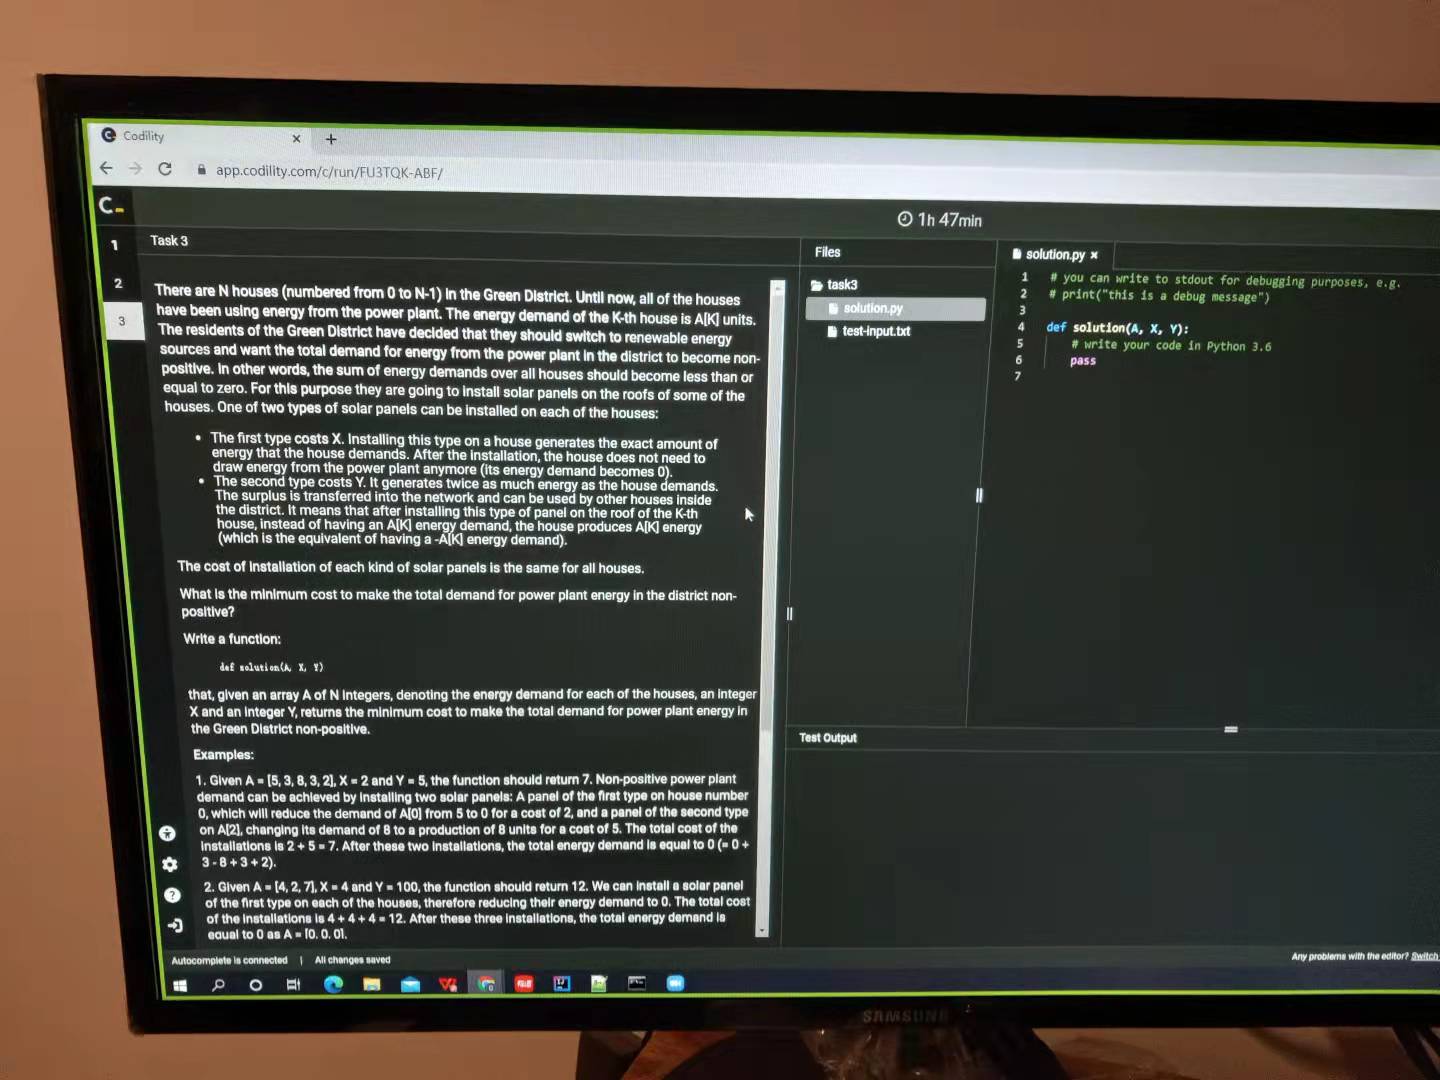 Codility × +
app.codility.com/c/run/FU3TQK-ABF/
1h 47min
1
2
3
Task 3
There are N houses (numbered from 0 to N-1) in the Green District. Until now, all of the houses
have been using energy from the power plant. The energy demand of the K-th house is A[K] units.
The residents of the Green District have decided that they should switch to renewable energy
sources and want the total demand for energy from the power plant in the district to become non-
positive. In other words, the sum of energy demands over all houses should become less than or
equal to zero. For this purpose they are going to install solar panels on the roofs of some of the
houses. One of two types of solar panels can be installed on each of the houses:
• The first type costs X. Installing this type on a house generates the exact amount of
energy that the house demands. After the installation, the house does not need to
draw energy from the power plant anymore (its energy demand becomes 0).
• The second type costs Y. It generates twice as much energy as the house demands.
The surplus is transferred into the network and can be used by other houses inside
the district. It means that after installing this type of panel on the roof of the K-th
house, instead of having an A[K] energy demand, the house produces A[K] energy
(which is the equivalent of having a -A[K] energy demand).
The cost of installation of each kind of solar panels is the same for all houses.
What is the minimum cost to make the total demand for power plant energy in the district non-
positive?
Write a function:
def solution(A, X, Y)
that, given an array A of N integers, denoting the energy demand for each of the houses, an integer
X and an integer Y, returns the minimum cost to make the total demand for power plant energy in
the Green District non-positive.
Examples:
1. Given A = [5, 3, 8, 3, 2], X = 2 and Y = 5, the function should return 7. Non-positive power plant
demand can be achieved by installing two solar panels: A panel of the first type on house number
0, which will reduce the demand of A[0] from 5 to 0 for a cost of 2, and a panel of the second type
on A[2], changing its demand of 8 to a production of 8 units for a cost of 5. The total cost of the
installations is 2 + 5 = 7. After these two installations, the total energy demand is equal to 0 (= 0 +
3 - 8 + 3 + 2).
2. Given A = [4, 2, 7], X = 4 and Y = 100, the function should return 12. We can install a solar panel
of the first type on each of the houses, therefore reducing their energy demand to 0. The total cost
of the installations is 4 + 4 + 4 = 12. After these three installations, the total energy demand is
equal to 0 as A = [0, 0, 0].
Files
task3
solution.py
test-input.txt
solution.py ×
1 # you can write to stdout for debugging purposes, e.g.
2 # print("this is a debug message")
3
4 def solution(A, X, Y):
5 # write your code in Python 3.6
6 pass
7
Test Output
Autocomplete is connected | All changes saved
Any problems with the editor? Switch
SAMSUNG